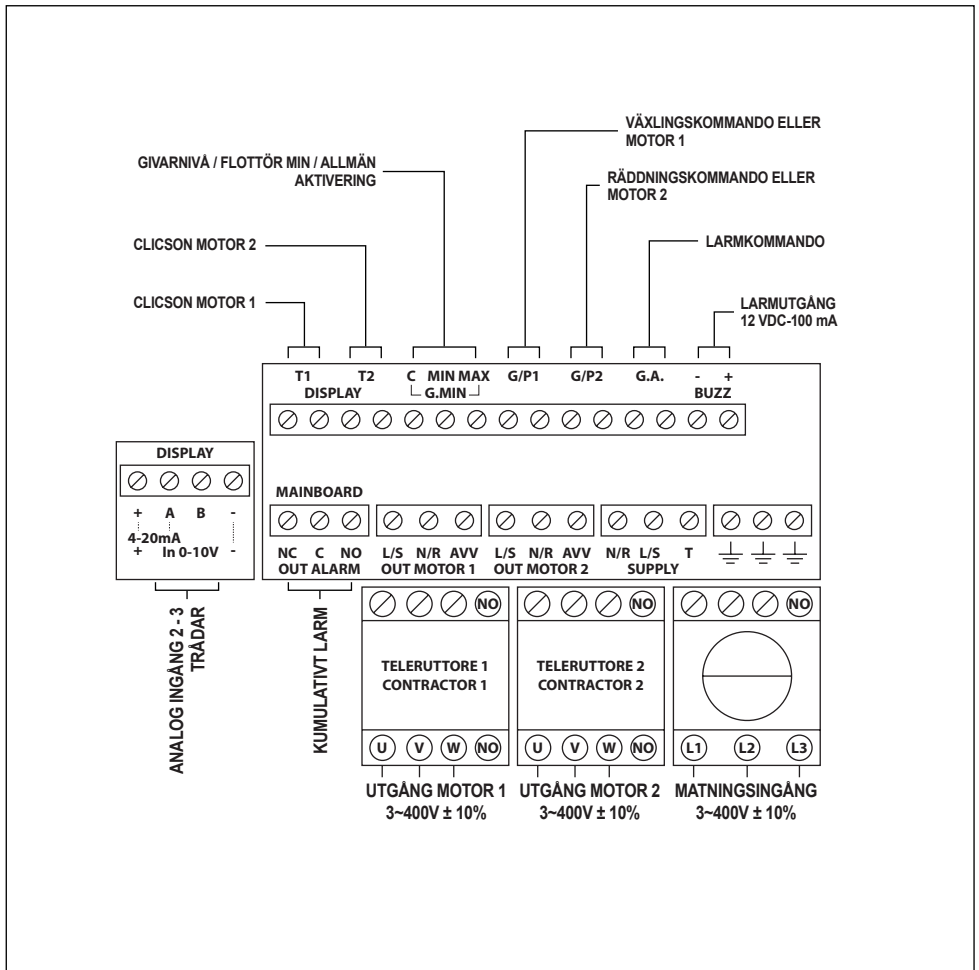 VÄXLINGSKOMMANDO ELLER
MOTOR 1
GIVARNIVÅ / FLOTTÖR MIN / ALLMÄN
AKTIVERING
RÄDDNINGSKOMMANDO ELLER
MOTOR 2
CLICSON MOTOR 2
LARMKOMMANDO
CLICSON MOTOR 1
LARMUTGÅNG
12 VDC-100 mA
T1 T2 C MIN MAX G/P1 G/P2 G.A. - +
DISPLAY G.MIN BUZZ
DISPLAY
+ A B -
4-20mA
+ In 0-10V -
ANALOG INGÅNG 2 - 3
TRÅDAR
MAINBOARD
NC C NO L/S N/R AVV L/S N/R AVV N/R L/S T
OUT ALARM OUT MOTOR 1 OUT MOTOR 2 SUPPLY
KUMULATIVT LARM
NO NO NO
TELERUTTORE 1
CONTRACTOR 1
TELERUTTORE 2
CONTRACTOR 2
U V W NO U V W NO L1 L2 L3
UTGÅNG MOTOR 1
3~400V ± 10%
UTGÅNG MOTOR 2
3~400V ± 10%
MATNINGSINGÅNG
3~400V ± 10%